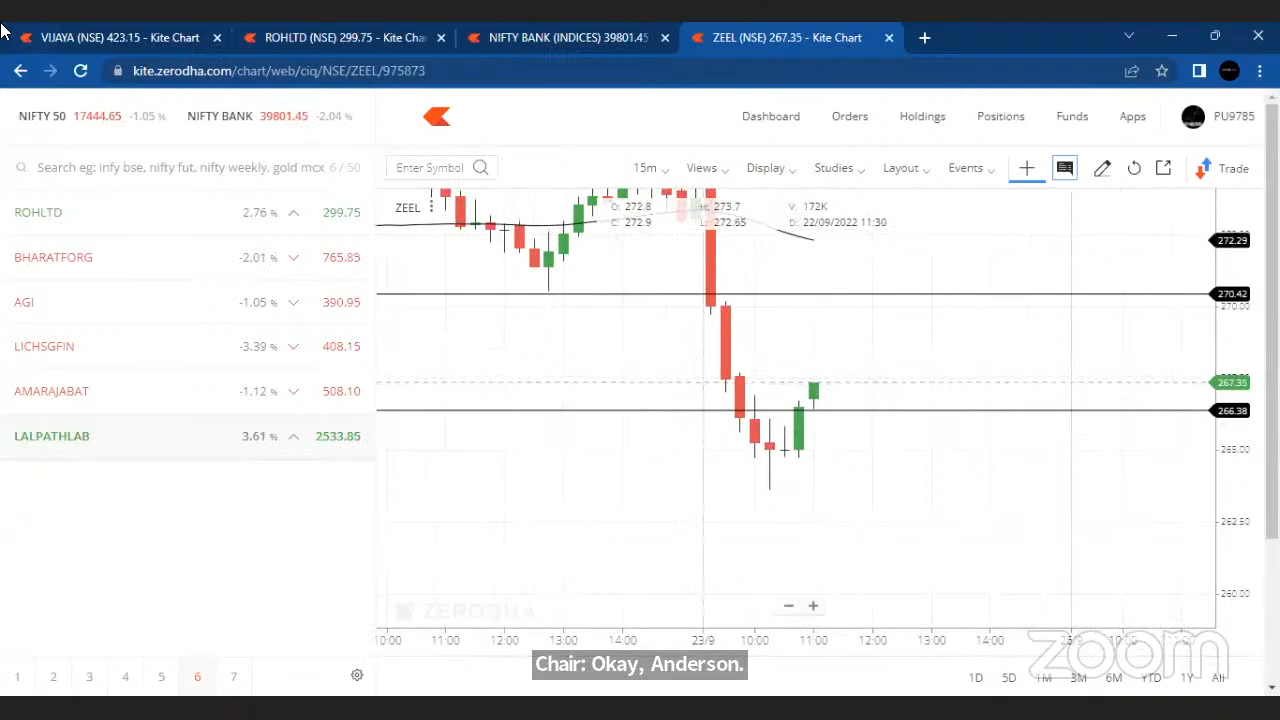 VIJAYA (NSE) 423.15 - Kite Chart
ROHLTD (NSE) 299.75 - Kite Cha
NIFTY BANK (INDICES) 39801.45
ZEEL (NSE) 267.35 - Kite Chart
kite.zerodha.com/chart/web/ciq/NSE/ZEEL/975873
NIFTY 50 17444.65 -1.05 % NIFTY BANK 39801.45 -2.04 %
Dashboard Orders Holdings Positions Funds Apps PU9785
Search eg: infy bse, nifty fut, nifty weekly, gold mcx 6 / 50
Enter Symbol 15m Views Display Studies Layout Events Trade
ROHLTD 2.76 % 299.75
BHARATFORG -2.01 % 765.85
AGI -1.05 % 390.95
LICHSGFIN -3.39 % 408.15
AMARAJABAT -1.12 % 508.10
LALPATHLAB 3.61 % 2533.85
1 2 3 4 5 6 7
ZEEL
O: 272.8 H: 273.7 V: 172K
C: 272.9 L: 272.65 D: 22/09/2022 11:30
272.29
270.42
270.00
267.35
266.38
265.00
262.50
260.00
ZERODHA
− +
10:00 11:00 12:00 13:00 14:00 23/9 10:00 11:00 12:00 13:00 14:00
zoom
Chair: Okay, Anderson.
1D 5D 1M 3M 6M YTD 1Y All